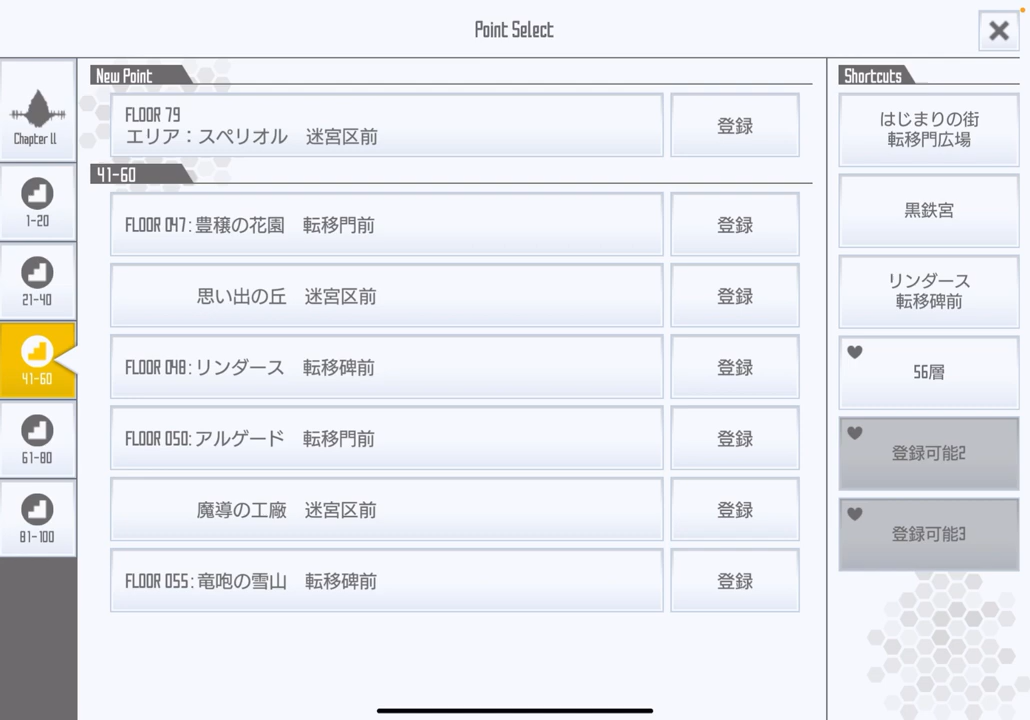 Point Select
Chapter 11
1-20
21-40
41-60
61-80
81-100
New Point
FLOOR 79
エリア：スペリオル 迷宮区前
登録
41-60
FLOOR 047：豊穣の花園 転移門前
登録
思い出の丘 迷宮区前
登録
FLOOR 048：リンダース 転移碑前
登録
FLOOR 050：アルゲード 転移門前
登録
魔導の工廠 迷宮区前
登録
FLOOR 055：竜咆の雪山 転移碑前
登録
Shortcuts
はじまりの街
転移門広場
黒鉄宮
リンダース
転移碑前
56層
登録可能2
登録可能3